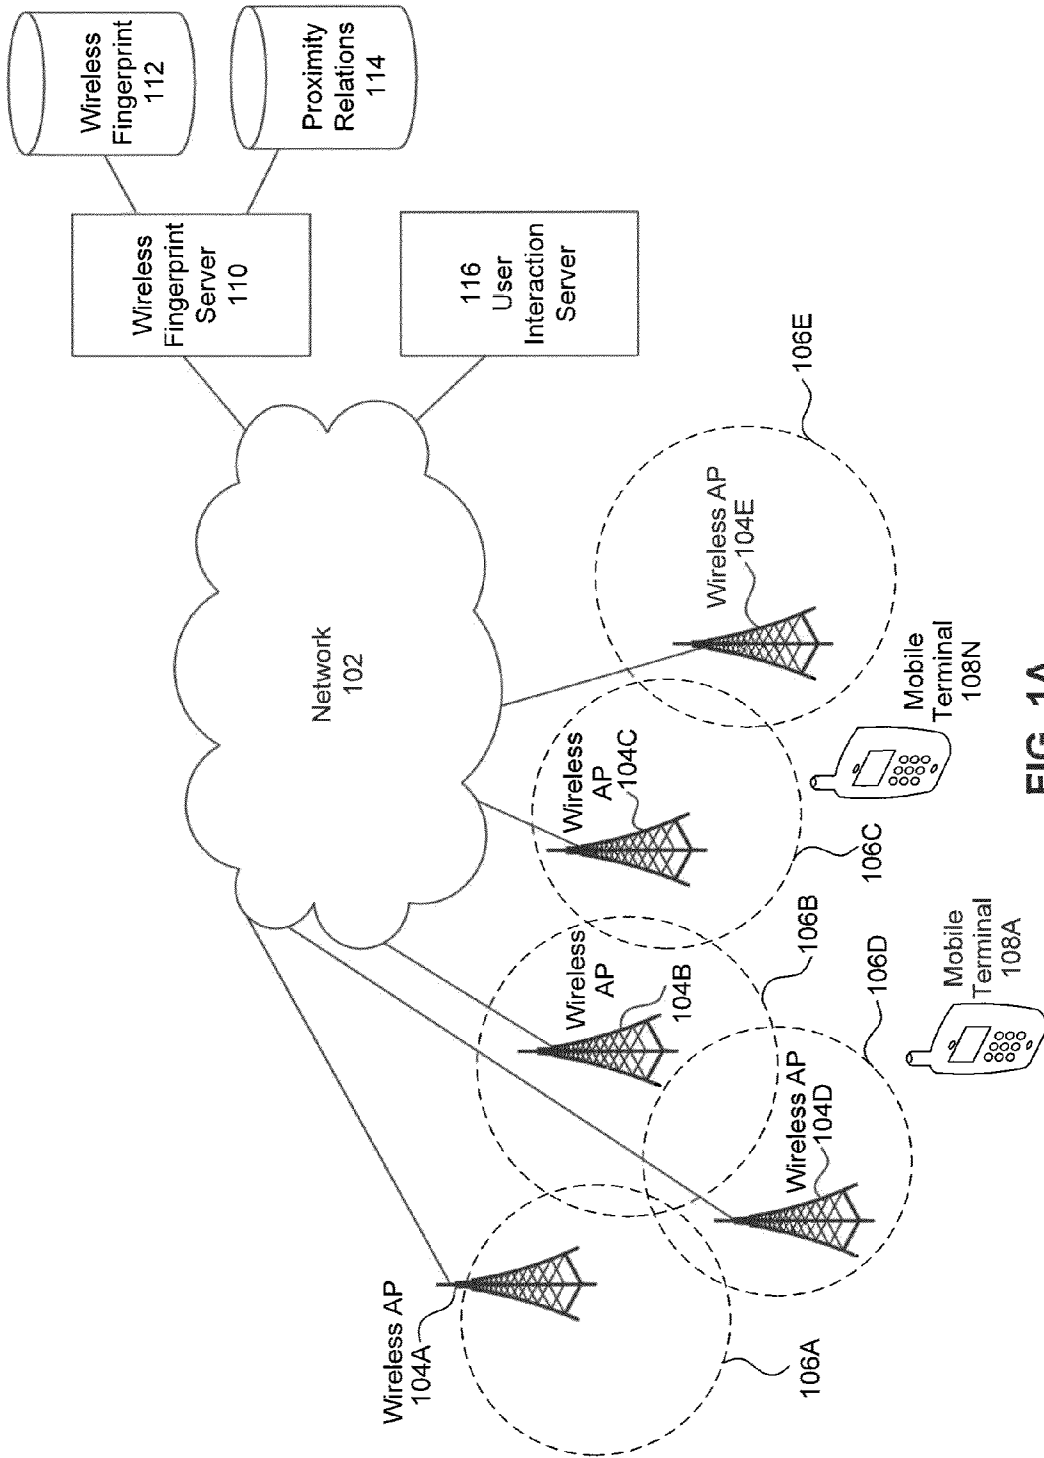 Wireless
Fingerprint
112
Proximity
Relations
114
Wireless
Fingerprint
Server
110
116
User
Interaction
Server
Network
102
Wireless AP
104A
106A
Wireless
AP
104B
106B
Wireless AP
104D
106D
Wireless
AP
104C
106C
Wireless AP
104E
106E
Mobile
Terminal
108A
Mobile
Terminal
108N
FIG. 1A